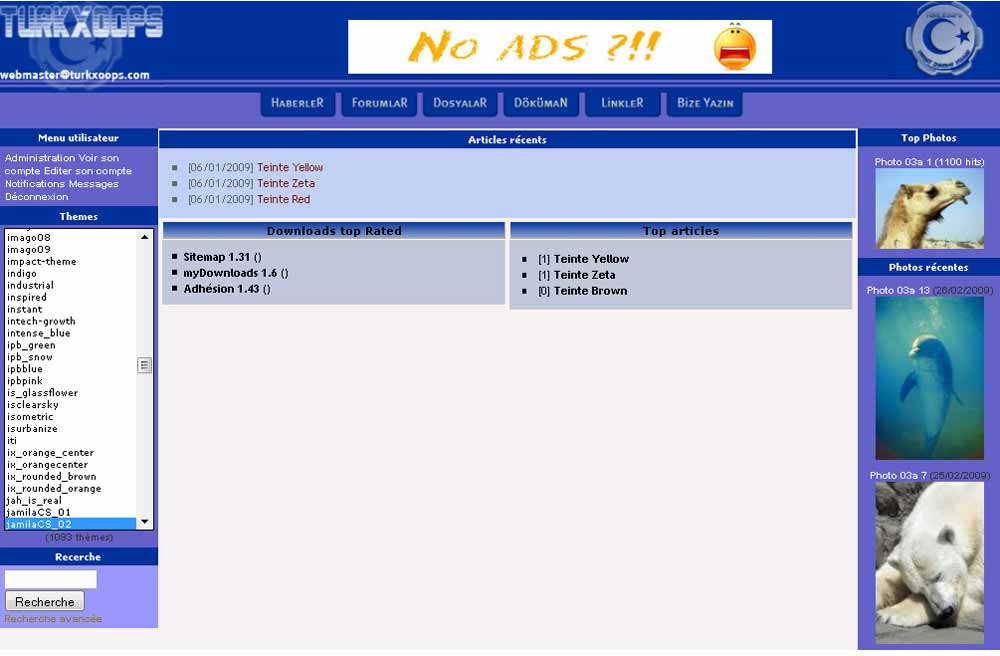 TURKXOOPS
webmaster@turkxoops.com
No ADS ?!!
HABERLER
FORUMLAR
DOSYALAR
DÖKÜMAN
LINKLER
BIZE YAZIN
Menu utilisateur
Administration Voir son
compte Editer son compte
Notifications Messages
Déconnexion
Themes
imago08
imago09
impact-theme
indigo
industrial
inspired
instant
intech-growth
intense_blue
ipb_green
ipb_snow
ipbblue
ipbpink
is_glassflower
isclearsky
isometric
isurbanize
iti
ix_orange_center
ix_orangecenter
ix_rounded_brown
ix_rounded_orange
jah_is_real
jamilaCS_01
jamilaCS_02
(1093 thèmes)
Recerche
Recherche
Recherche avancée
Articles récents
[06/01/2009] Teinte Yellow
[06/01/2009] Teinte Zeta
[06/01/2009] Teinte Red
Downloads top Rated
Sitemap 1.31 ()
myDownloads 1.6 ()
Adhésion 1.43 ()
Top articles
[1] Teinte Yellow
[1] Teinte Zeta
[0] Teinte Brown
Top Photos
Photo 03a 1 (1100 hits)
Photos récentes
Photo 03a 13 (26/02/2009)
Photo 03a 7 (26/02/2009)